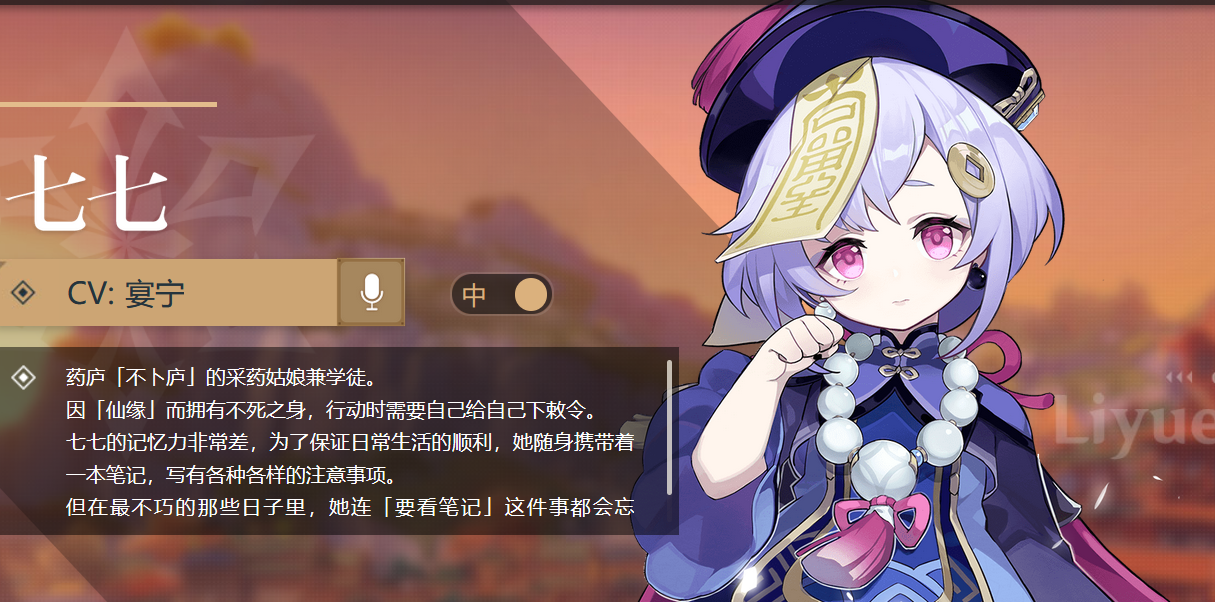 七七
CV: 宴宁
中
药庐「不卜庐」的采药姑娘兼学徒。
因「仙缘」而拥有不死之身，行动时需要自己给自己下敕令。
七七的记忆力非常差，为了保证日常生活的顺利，她随身携带着
一本笔记，写有各种各样的注意事项。
但在最不巧的那些日子里，她连「要看笔记」这件事都会忘
Liyue